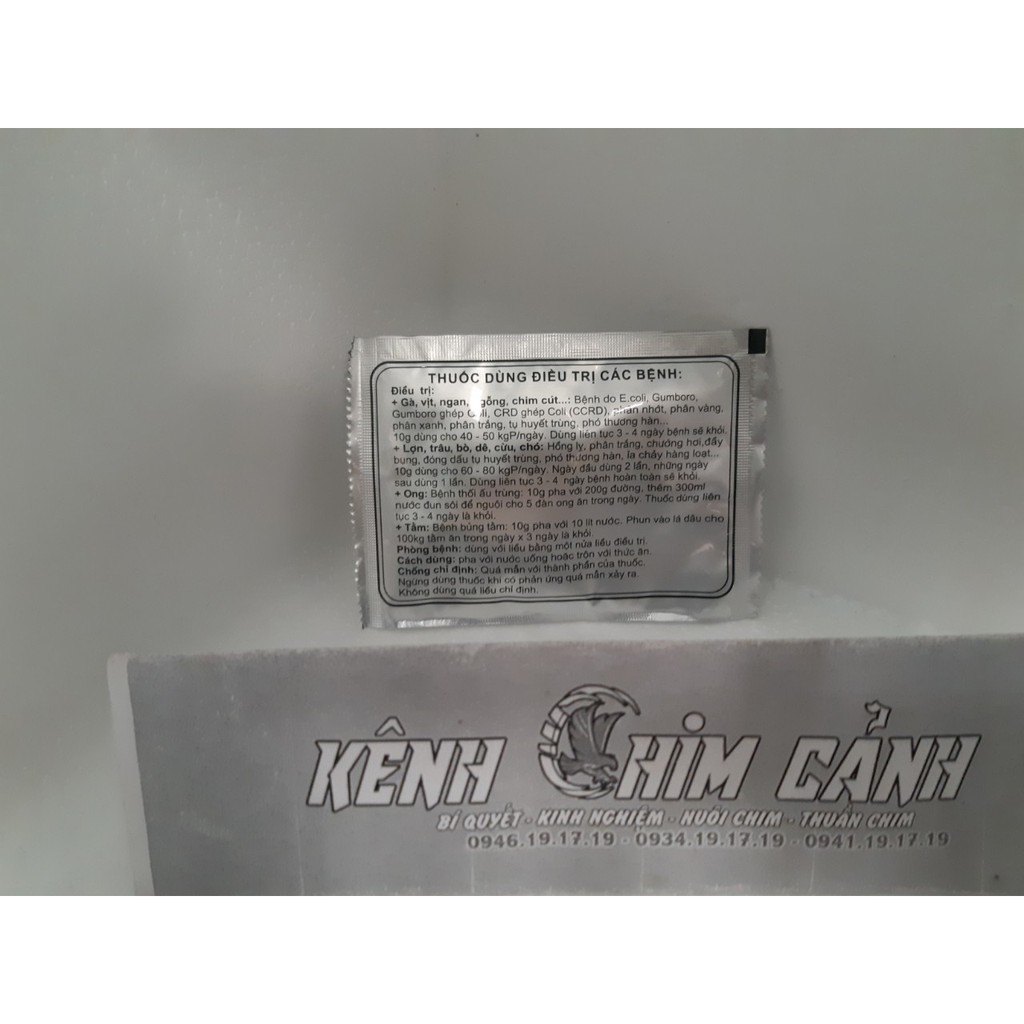 THUỐC DÙNG ĐIỀU TRỊ CÁC BỆNH:
Điều trị:
+ Gà, vịt, ngan, ngỗng, chim cút...: Bệnh do E.coli, Gumboro,
Gumboro ghép Coli, CRD ghép Coli (CCRD), phân nhớt, phân vàng,
phân xanh, phân trắng, tụ huyết trùng, phó thương hàn...
10g dùng cho 40 - 50 kgP/ngày. Dùng liên tục 3 - 4 ngày bệnh sẽ khỏi.
+ Lợn, trâu, bò, dê, cừu, chó: Hồng lỵ, phân trắng, chướng hơi,đầy
bụng, đóng dấu tụ huyết trùng, phó thương hàn, ỉa chảy hàng loạt...
10g dùng cho 60 - 80 kgP/ngày. Ngày đầu dùng 2 lần, những ngày
sau dùng 1 lần. Dùng liên tục 3 - 4 ngày bệnh hoàn toàn sẽ khỏi.
+ Ong: Bệnh thối ấu trùng: 10g pha với 200g đường, thêm 300ml
nước đun sôi để nguội cho 5 đàn ong ăn trong ngày. Thuốc dùng liên
tục 3 - 4 ngày là khỏi.
+ Tằm: Bệnh bủng tằm: 10g pha với 10 lít nước. Phun vào lá dâu cho
100kg tằm ăn trong ngày x 3 ngày là khỏi.
Phòng bệnh: dùng với liều bằng một nửa liều điều trị.
Cách dùng: pha với nước uống hoặc trộn với thức ăn.
Chống chỉ định: Quá mẫn với thành phần của thuốc.
Ngừng dùng thuốc khi có phản ứng quá mẫn xảy ra.
Không dùng quá liều chỉ định.
KÊNH CHIM CẢNH
BÍ QUYẾT - KINH NGHIỆM - NUÔI CHIM - THUẦN CHIM
0946.19.17.19 - 0934.19.17.19 - 0941.19.17.19